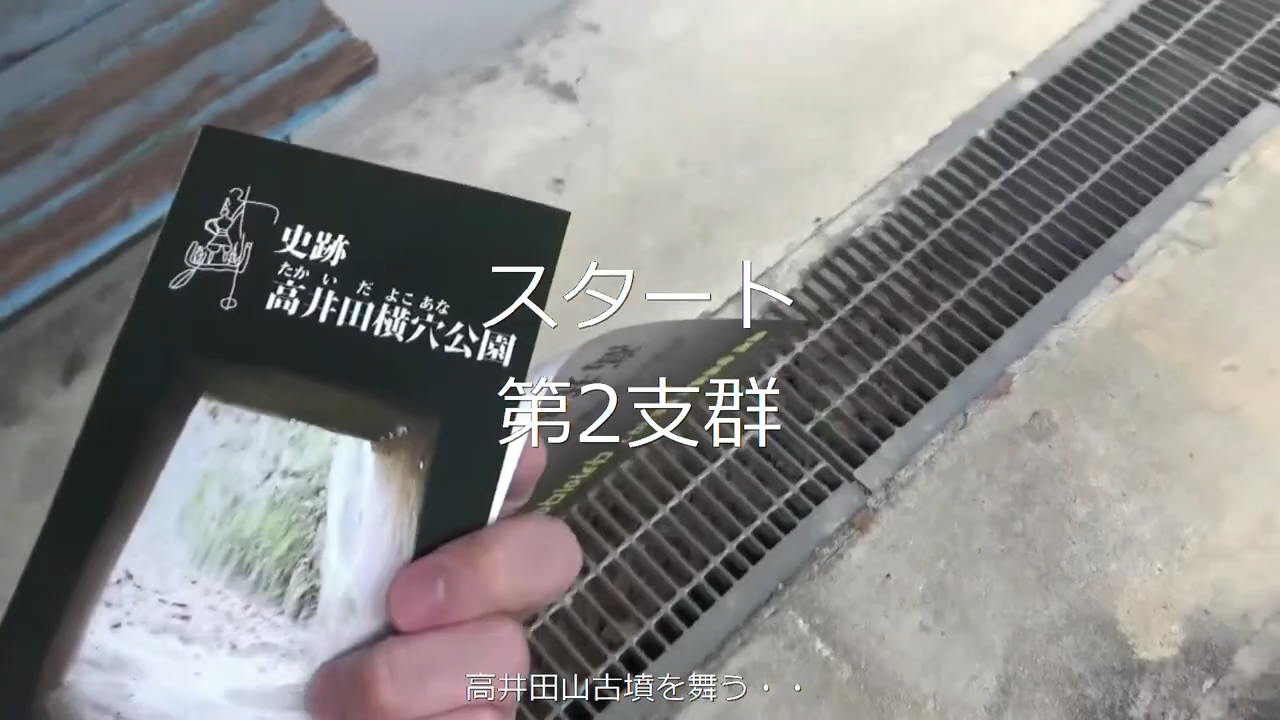 史跡
たかいだよこあな
高井田横穴公園
スタート
第2支群
高井田山古墳を舞う・・